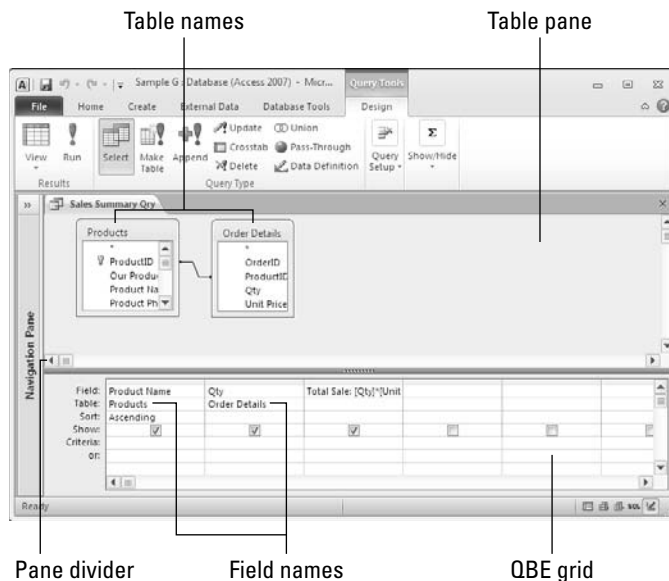 Table names
Table pane
Sample G : Database (Access 2007) - Micr...
Query Tools
File Home Create External Data Database Tools Design
View
Run
Select
Make Table
Append
Update
Crosstab
Delete
Union
Pass-Through
Data Definition
Query Setup
Show/Hide
Results
Query Type
Sales Summary Qry
Navigation Pane
Products
*
ProductID
Our Produ
Product Na
Product Ph
Order Details
*
OrderID
ProductID
Qty
Unit Price
Field: Product Name Qty Total Sale: [Qty]*[Unit
Table: Products Order Details
Sort: Ascending
Show:
Criteria:
or:
Ready
SQL
Pane divider
Field names
QBE grid